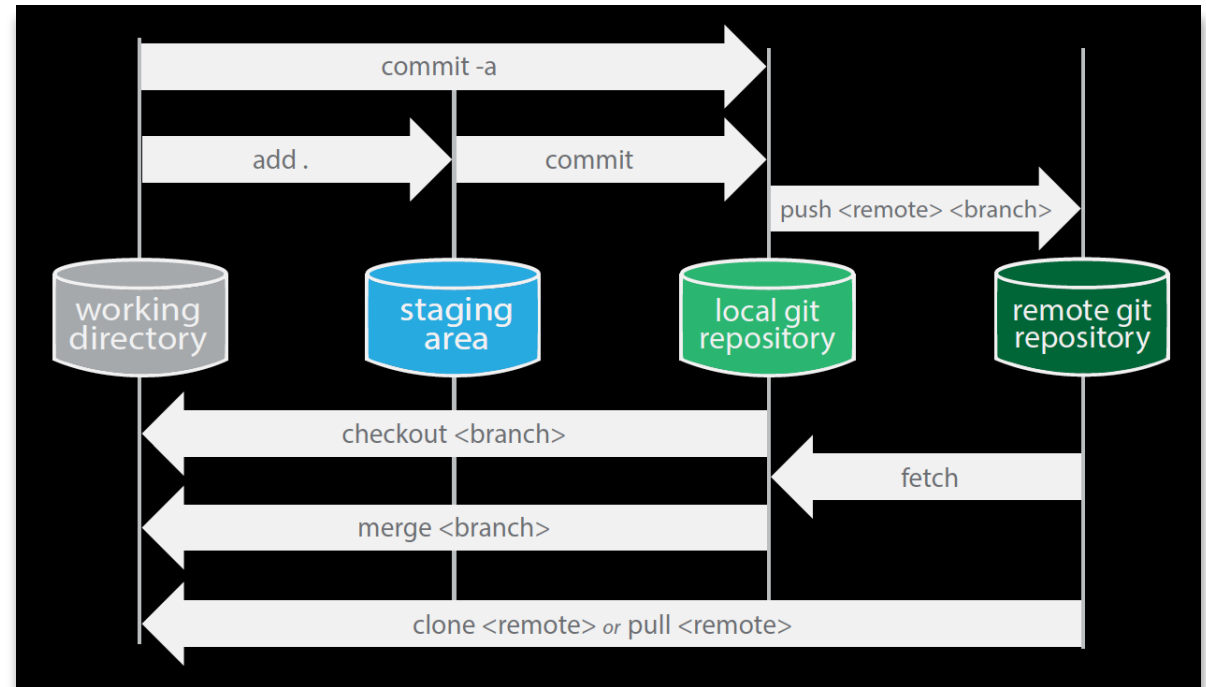 commit -a
add .
commit
push <remote> <branch>
working
directory
staging
area
local git
repository
remote git
repository
checkout <branch>
fetch
merge <branch>
clone <remote> or pull <remote>